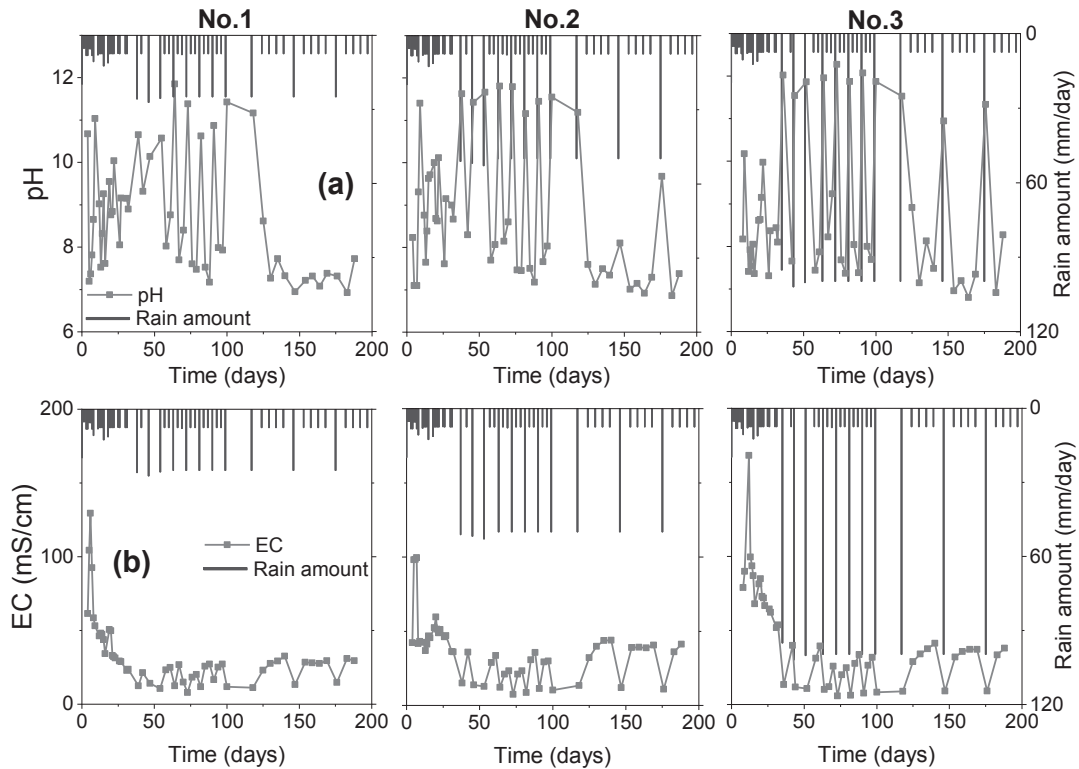 No.1 No.2 No.3
12
10
8
6
pH
(a)
pH
Rain amount
0
60
120
Rain amount (mm/day)
0 50 100 150 200
0 50 100 150 200
0 50 100 150 200
Time (days) Time (days) Time (days)
200
100
0
EC (mS/cm)
(b)
EC
Rain amount
0
60
120
Rain amount (mm/day)
0 50 100 150 200
0 50 100 150 200
0 50 100 150 200
Time (days) Time (days) Time (days)